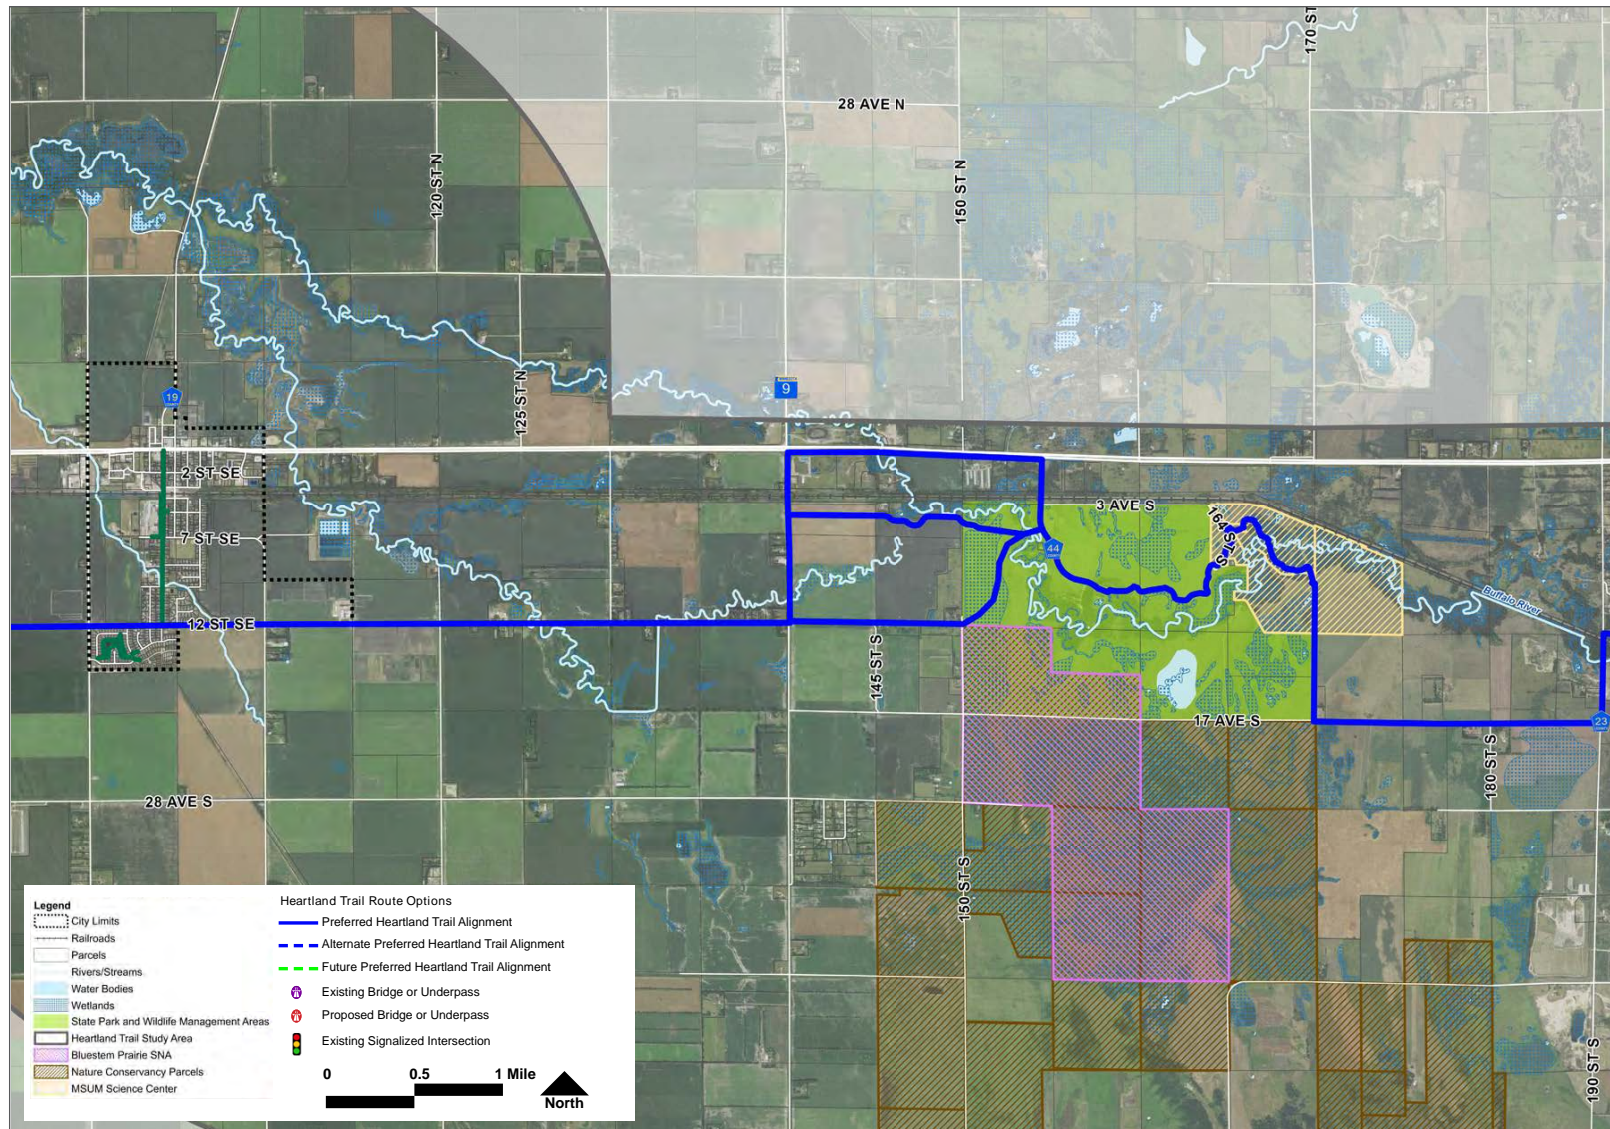 170 ST
28 AVE N
120 ST N
150 ST N
9
125 ST N
19
2 ST SE
3 AVE S
164 ST S
7 ST SE
44
Buffalo River
12 ST SE
145 ST S
17 AVE S
23
180 ST S
28 AVE S
150 ST S
190 ST S
Legend
City Limits
Railroads
Parcels
Rivers/Streams
Water Bodies
Wetlands
State Park and Wildlife Management Areas
Heartland Trail Study Area
Bluestem Prairie SNA
Nature Conservancy Parcels
MSUM Science Center
Heartland Trail Route Options
Preferred Heartland Trail Alignment
Alternate Preferred Heartland Trail Alignment
Future Preferred Heartland Trail Alignment
Existing Bridge or Underpass
Proposed Bridge or Underpass
Existing Signalized Intersection
0 0.5 1 Mile
North